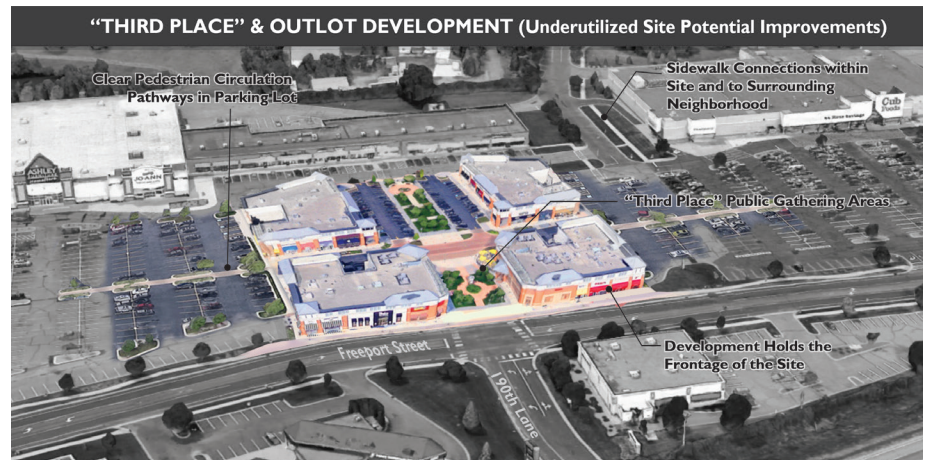 “THIRD PLACE” & OUTLOT DEVELOPMENT (Underutilized Site Potential Improvements)
Clear Pedestrian Circulation
Pathways in Parking Lot
Sidewalk Connections within
Site and to Surrounding
Neighborhood
Cub
Foods
ASHLEY
JOANN
“Third Place” Public Gathering Areas
Development Holds the
Frontage of the Site
Freeport Street
190th Lane